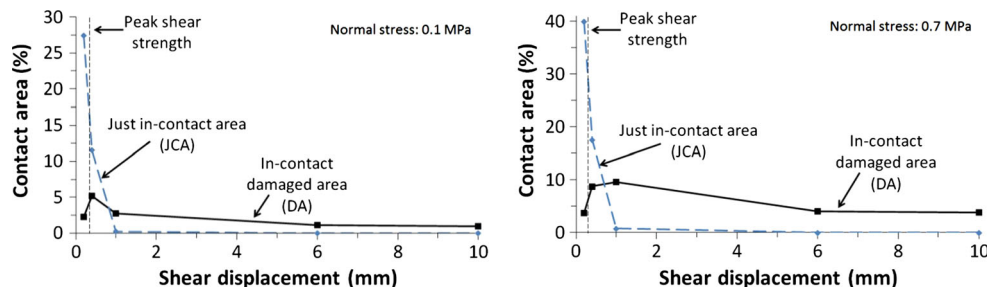 Contact area (%)
30
25
20
15
10
5
0
Peak shear
strength
Normal stress: 0.1 MPa
Just in-contact area
(JCA)
In-contact
damaged area
(DA)
0 2 4 6 8 10
Shear displacement (mm)
Contact area (%)
40
30
20
10
0
Peak shear
strength
Normal stress: 0.7 MPa
Just in-contact area
(JCA)
In-contact
damaged area
(DA)
0 2 4 6 8 10
Shear displacement (mm)